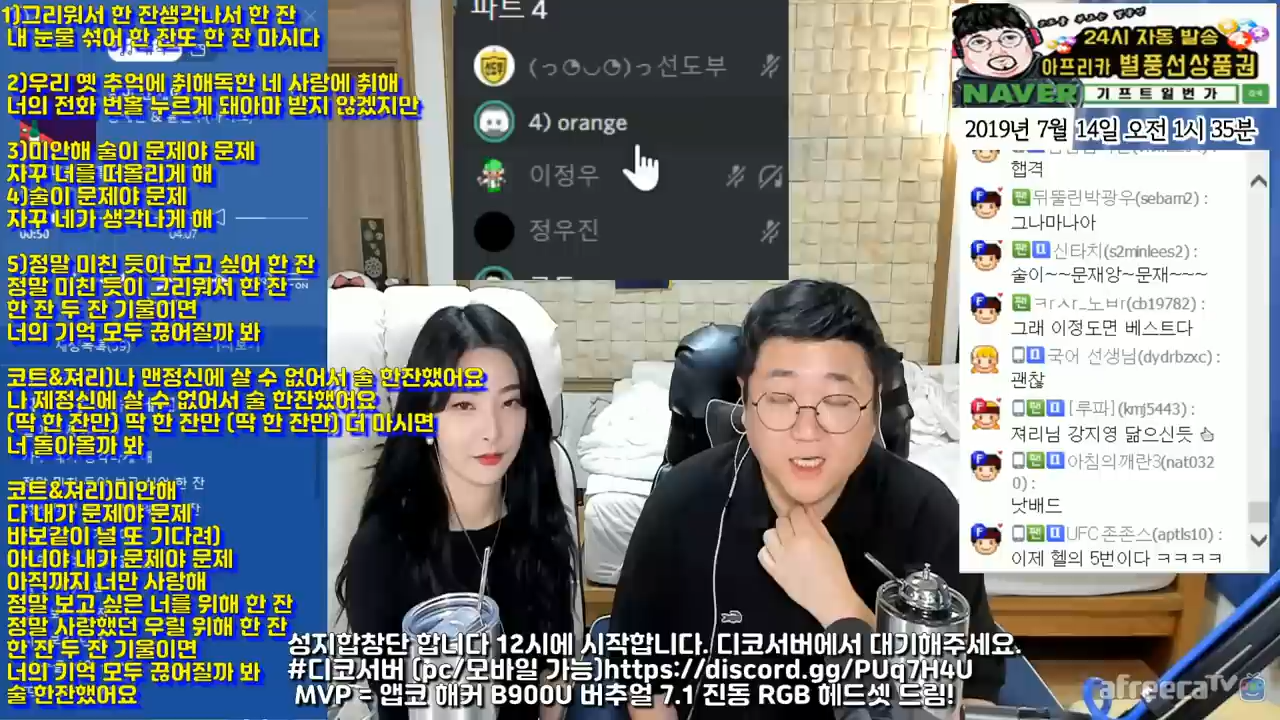 1)그리워서 한 잔생각나서 한 잔
내 눈물 섞어 한 잔또 한 잔 마시다
2)우리 옛 추억에 취해독한 네 사랑에 취해
너의 전화 번홀 누르게 돼아마 받지 않겠지만
3)미안해 술이 문제야 문제
자꾸 너를 떠올리게 해
4)술이 문제야 문제
자꾸 네가 생각나게 해
00:50
04:07
5)정말 미친 듯이 보고 싶어 한 잔
정말 미친 듯이 그리워서 한 잔
한 잔 두 잔 기울이면
너의 기억 모두 끊어질까 봐
코트&져리)나 맨정신에 살 수 없어서 술 한잔했어요
나 제정신에 살 수 없어서 술 한잔했어요
(딱 한 잔만) 딱 한 잔만 (딱 한 잔만) 더 마시면
너 돌아올까 봐
코트&져리)미안해
다 내가 문제야 문제
바보같이 널 또 기다려)
아녀야 내가 문제야 문제
아직까지 너만 사랑해
정말 보고 싶은 너를 위해 한 잔
정말 사랑했던 우릴 위해 한 잔
한 잔 두 잔 기울이면
너의 기억 모두 끊어질까 봐
술 한잔했어요
파트 4
선도부
(っ◔◡◔)っ선도부
4) orange
이정우
정우진
24시 자동 발송
아프리카 별풍선상품권
NAVER 기프트일번가 검색
2019년 7월 14일 오전 1시 35분
햅격
뒤뚤린박광우(sebam2) :
그나마나아
신타치(s2minlees2) :
술이~~문재앙~문재~~~
ㅋㄹㅅㄹ_노ㅂㄹ(cb19782) :
그래 이정도면 베스트다
국어 선생님(dydrbzxc) :
괜찮
[루파](kmj5443) :
져리님 강지영 닮으신듯
아침의깨란3(nat032
0) :
낫배드
UFC존존스(aptls10) :
이제 헬의 5번이다 ㅋㅋㅋㅋ
성지합창단 합니다 12시에 시작합니다. 디코서버에서 대기해주세요.
#디코서버 (pc/모바일 가능)https://discord.gg/PUq7H4U
MVP = 앱코 해커 B900U 버추얼 7.1 진동 RGB 헤드셋 드림!
afreecaTV